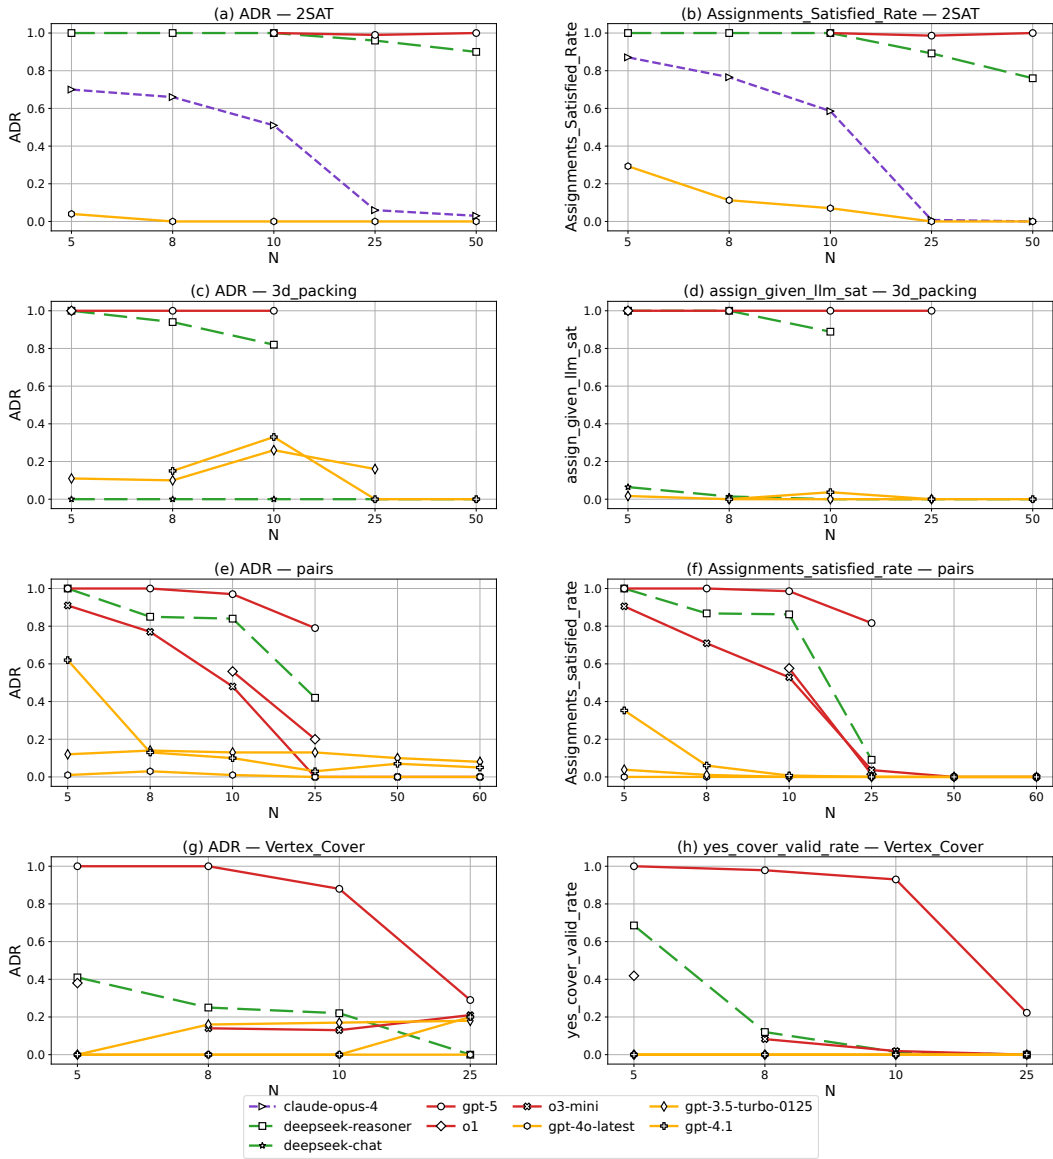 (a) ADR — 2SAT
ADR
1.0
0.8
0.6
0.4
0.2
0.0
5 8 10 25 50
N
(b) Assignments_Satisfied_Rate — 2SAT
Assignments_Satisfied_Rate
1.0
0.8
0.6
0.4
0.2
0.0
5 8 10 25 50
N
(c) ADR — 3d_packing
ADR
1.0
0.8
0.6
0.4
0.2
0.0
5 8 10 25 50
N
(d) assign_given_llm_sat — 3d_packing
assign_given_llm_sat
1.0
0.8
0.6
0.4
0.2
0.0
5 8 10 25 50
N
(e) ADR — pairs
ADR
1.0
0.8
0.6
0.4
0.2
0.0
5 8 10 25 50 60
N
(f) Assignments_satisfied_rate — pairs
Assignments_satisfied_rate
1.0
0.8
0.6
0.4
0.2
0.0
5 8 10 25 50 60
N
(g) ADR — Vertex_Cover
ADR
1.0
0.8
0.6
0.4
0.2
0.0
5 8 10 25
N
(h) yes_cover_valid_rate — Vertex_Cover
yes_cover_valid_rate
1.0
0.8
0.6
0.4
0.2
0.0
5 8 10 25
N
claude-opus-4
deepseek-reasoner
deepseek-chat
gpt-5
o1
o3-mini
gpt-4o-latest
gpt-3.5-turbo-0125
gpt-4.1